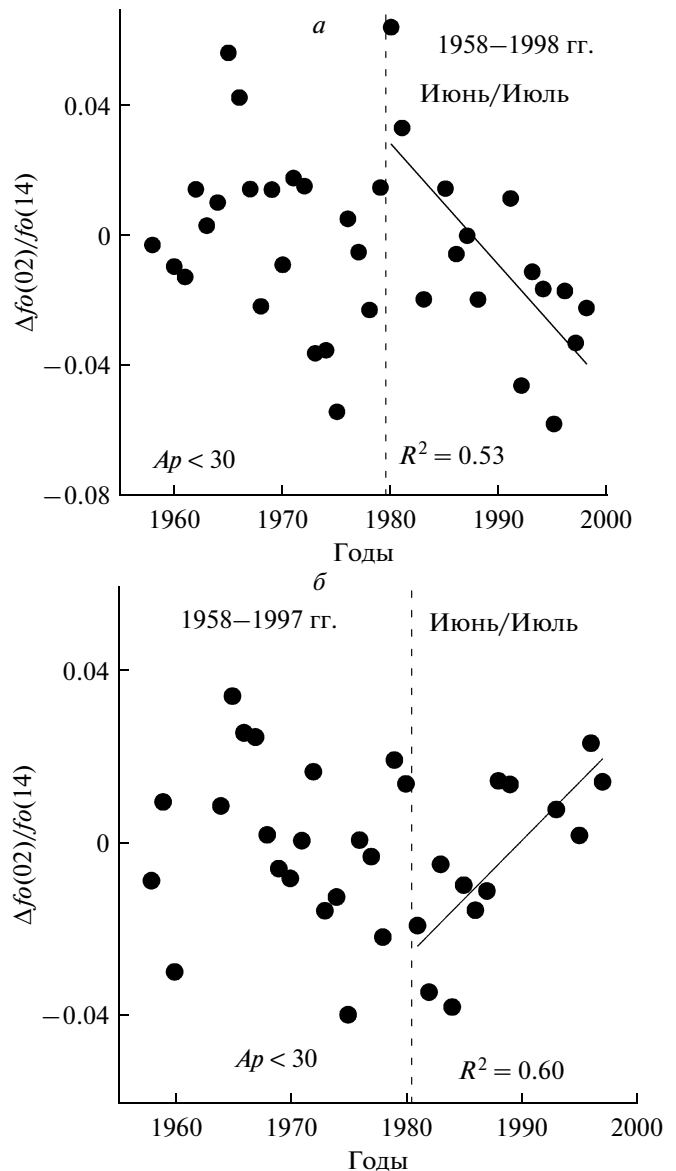 а
1958–1998 гг.
Июнь/Июль
0.04
0
−0.04
−0.08
Δfo(02)/fo(14)
Ap < 30
R² = 0.53
1960 1970 1980 1990 2000
Годы
б
1958–1997 гг.
Июнь/Июль
0.04
0
−0.04
Δfo(02)/fo(14)
Ap < 30
R² = 0.60
1960 1970 1980 1990 2000
Годы